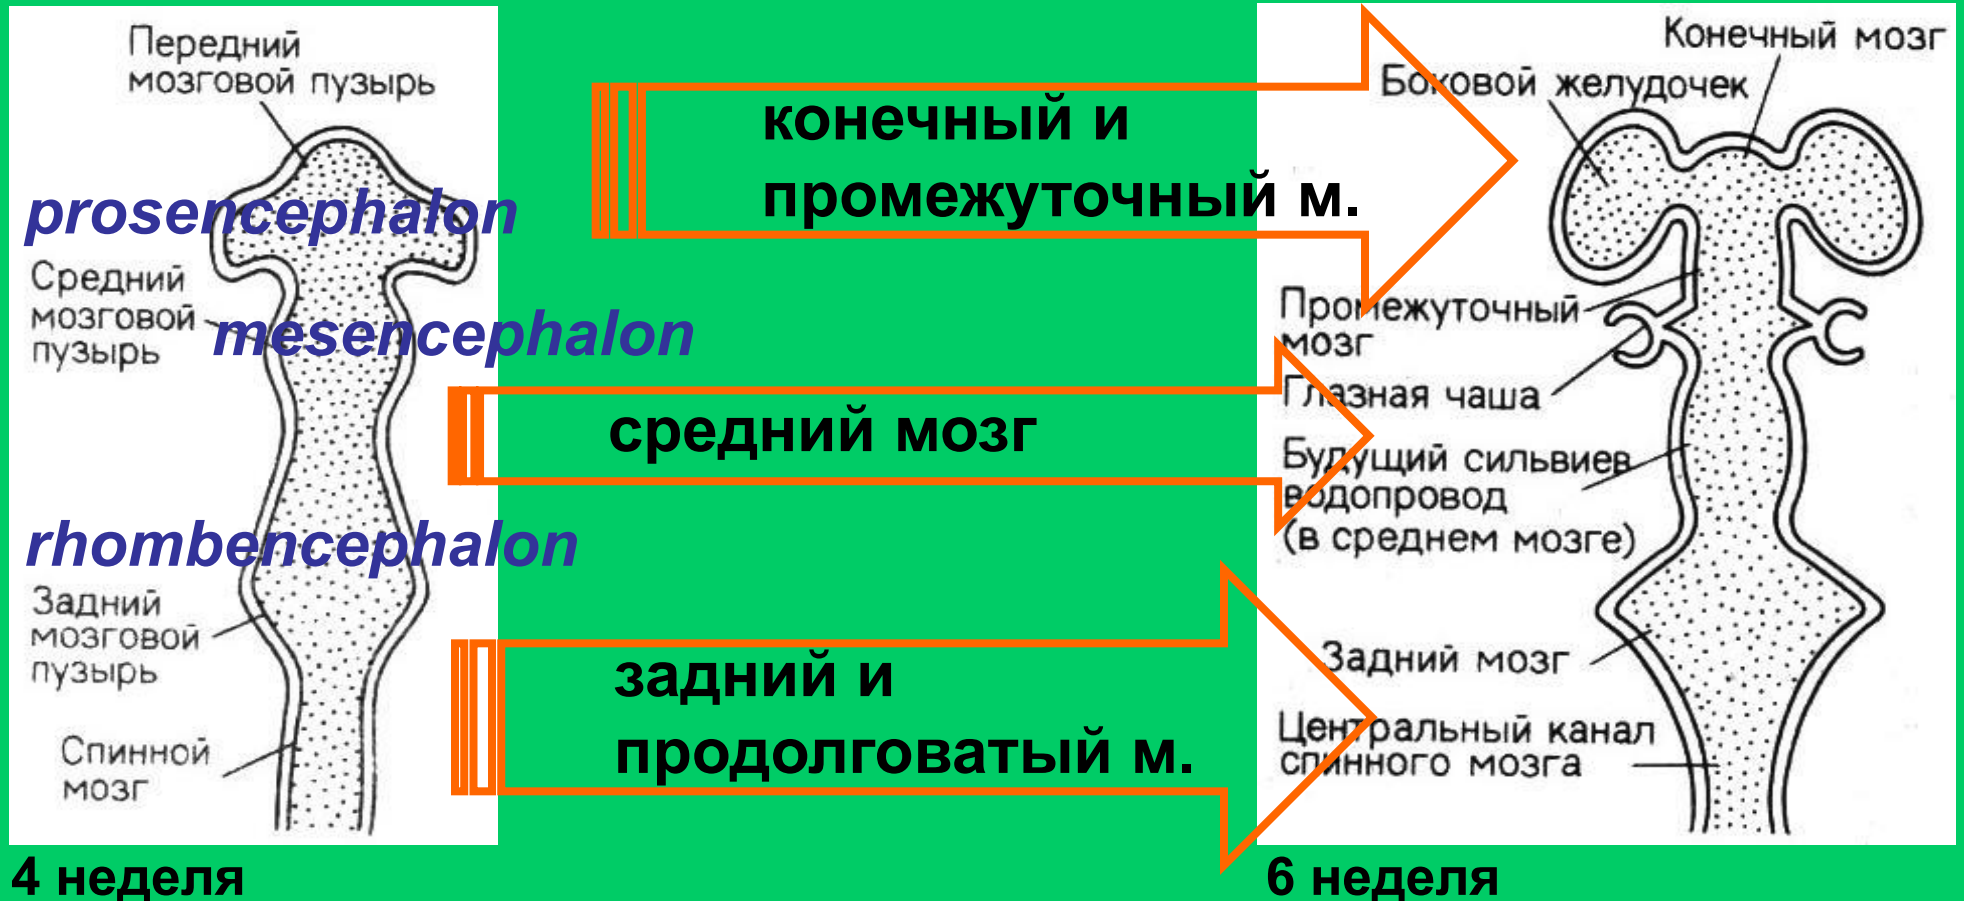 Передний
мозговой пузырь
prosencephalon
Средний
мозговой
пузырь
mesencephalon
rhombencephalon
Задний
мозговой
пузырь
Спинной
мозг
4 неделя
конечный и
промежуточный м.
средний мозг
задний и
продолговатый м.
Конечный мозг
Боковой желудочек
Промежуточный
мозг
Глазная чаша
Будущий сильвиев
водопровод
(в среднем мозге)
Задний мозг
Центральный канал
спинного мозга
6 неделя